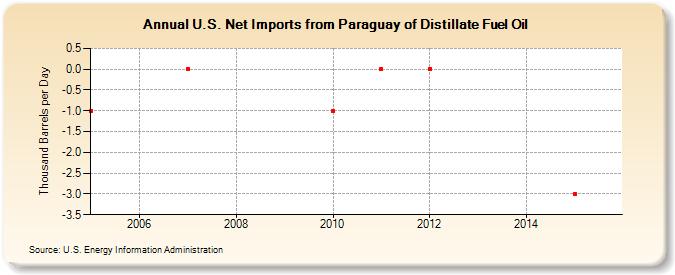 Annual U.S. Net Imports from Paraguay of Distillate Fuel Oil
Thousand Barrels per Day
0.5
0.0
-0.5
-1.0
-1.5
-2.0
-2.5
-3.0
-3.5
2006 2008 2010 2012 2014
Source: U.S. Energy Information Administration